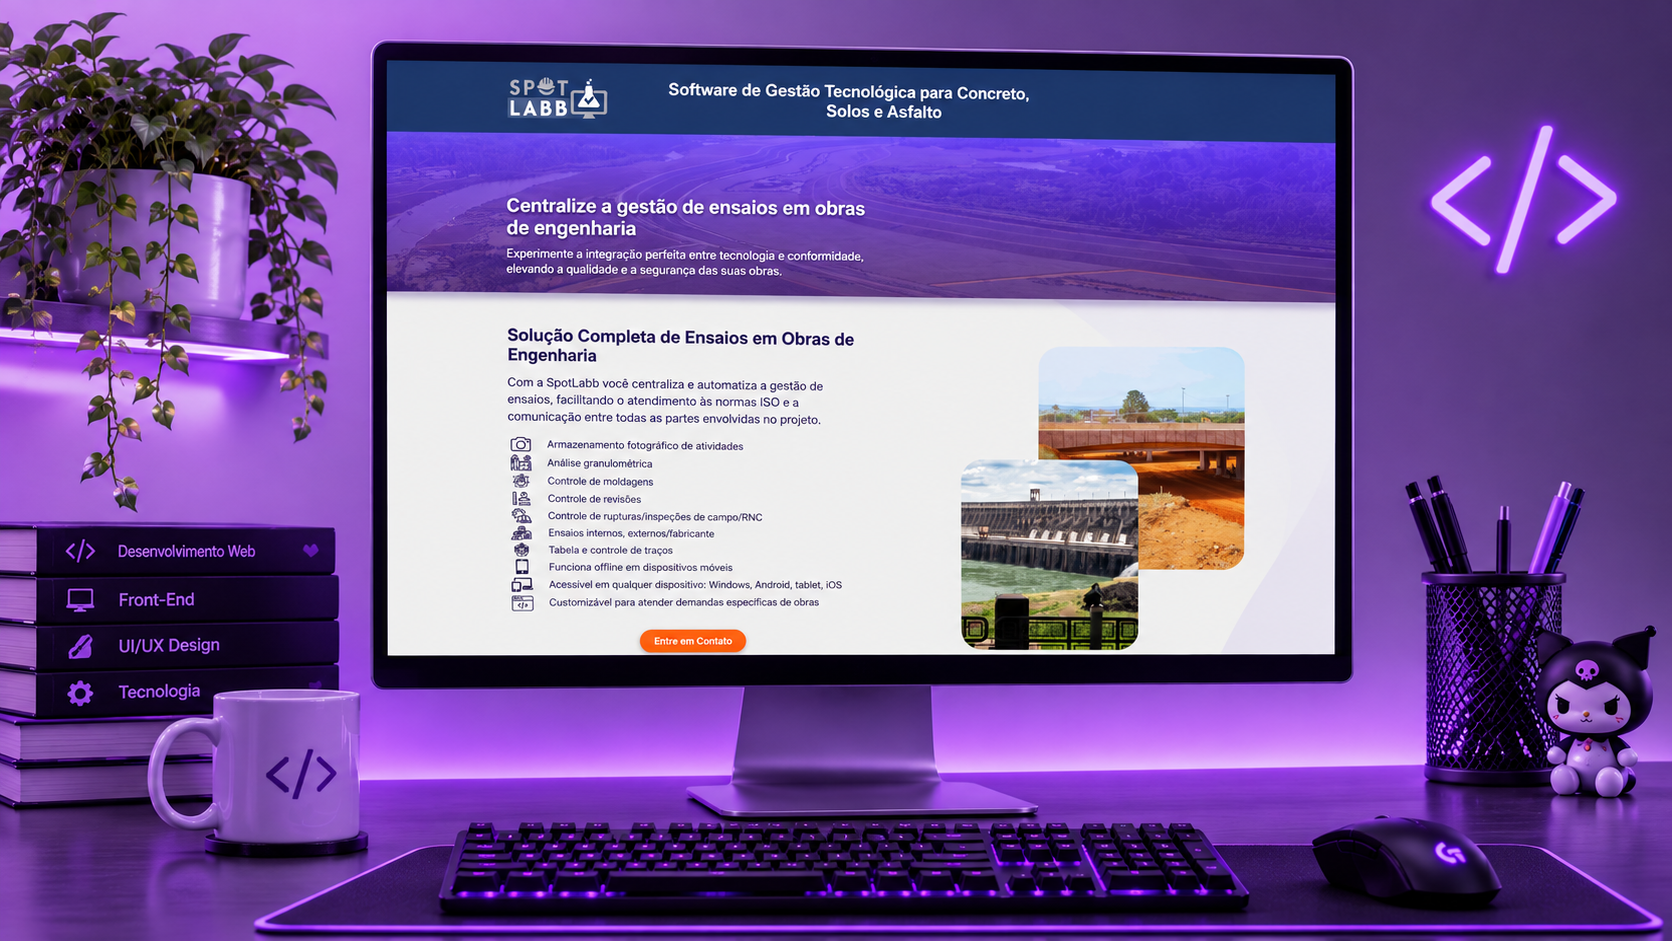 SPOT
LABB
Software de Gestão Tecnológica para Concreto,
Solos e Asfalto
Centralize a gestão de ensaios em obras
de engenharia
Experimente a integração perfeita entre tecnologia e conformidade,
elevando a qualidade e a segurança das suas obras.
Solução Completa de Ensaios em Obras de
Engenharia
Com a SpotLabb você centraliza e automatiza a gestão de
ensaios, facilitando o atendimento às normas ISO e a
comunicação entre todas as partes envolvidas no projeto.
Armazenamento fotográfico de atividades
Análise granulométrica
Controle de moldagens
Controle de revisões
Controle de rupturas/inspeções de campo/RNC
Ensaios internos, externos/fabricante
Tabela e controle de traços
Funciona offline em dispositivos móveis
Acessível em qualquer dispositivo: Windows, Android, tablet, iOS
Customizável para atender demandas específicas de obras
Entre em Contato
</>
</> Desenvolvimento Web
Front-End
UI/UX Design
Tecnologia
</>